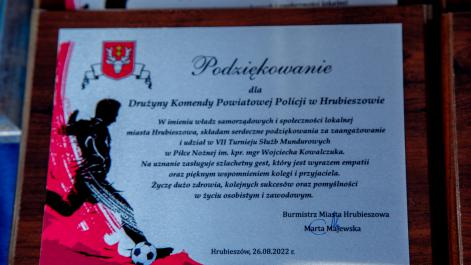 Podziękowanie
dla
Drużyny Komendy Powiatowej Policji w Hrubieszowie
W imieniu władz samorządowych i społeczności lokalnej
miasta Hrubieszowa, składam serdeczne podziękowania za zaangażowanie
i udział w VII Turnieju Służb Mundurowych
w Piłce Nożnej im. kpr. mgr Wojciecha Kowalczuka.
Na uznanie zasługuje szlachetny gest, który jest wyrazem empatii
oraz pięknym wspomnieniem kolegi i przyjaciela.
Życzę dużo zdrowia, kolejnych sukcesów oraz pomyślności
w życiu osobistym i zawodowym.
Burmistrz Miasta Hrubieszowa
Marta Majewska
Hrubieszów, 26.08.2022 r.